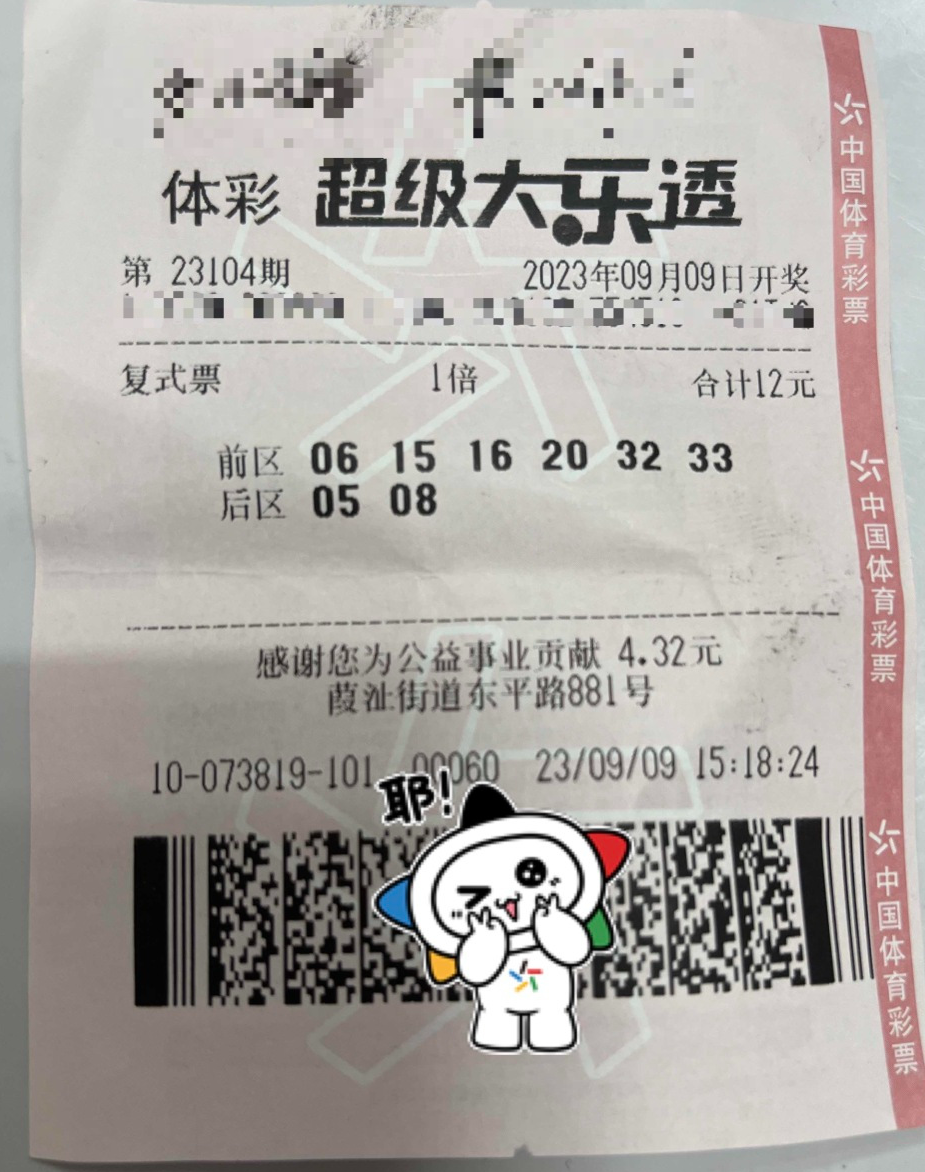 体彩 超级大乐透
第 23104期 2023年09月09日开奖
复式票 1倍 合计12元
前区 06 15 16 20 32 33
后区 05 08
感谢您为公益事业贡献 4.32元
葭沚街道东平路881号
10-073819-101 00060 23/09/09 15:18:24
耶!
中国体育彩票
中国体育彩票
中国体育彩票